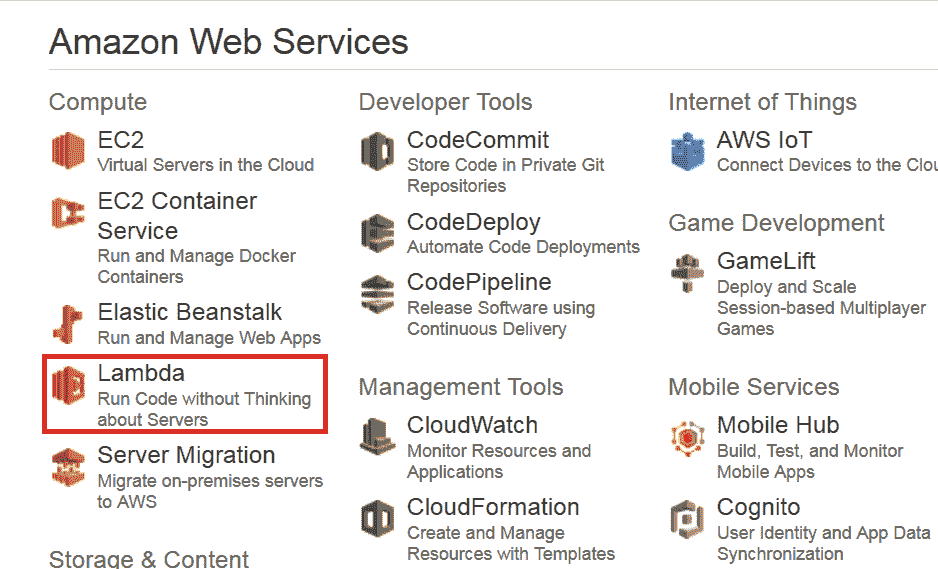 Amazon Web Services
Compute
EC2
Virtual Servers in the Cloud
EC2 Container
Service
Run and Manage Docker
Containers
Elastic Beanstalk
Run and Manage Web Apps
Lambda
Run Code without Thinking
about Servers
Server Migration
Migrate on-premises servers
to AWS
Storage & Content
Developer Tools
CodeCommit
Store Code in Private Git
Repositories
CodeDeploy
Automate Code Deployments
CodePipeline
Release Software using
Continuous Delivery
Management Tools
CloudWatch
Monitor Resources and
Applications
CloudFormation
Create and Manage
Resources with Templates
Internet of Things
AWS IoT
Connect Devices to the Clou
Game Development
GameLift
Deploy and Scale
Session-based Multiplayer
Games
Mobile Services
Mobile Hub
Build, Test, and Monitor
Mobile Apps
Cognito
User Identity and App Data
Synchronization